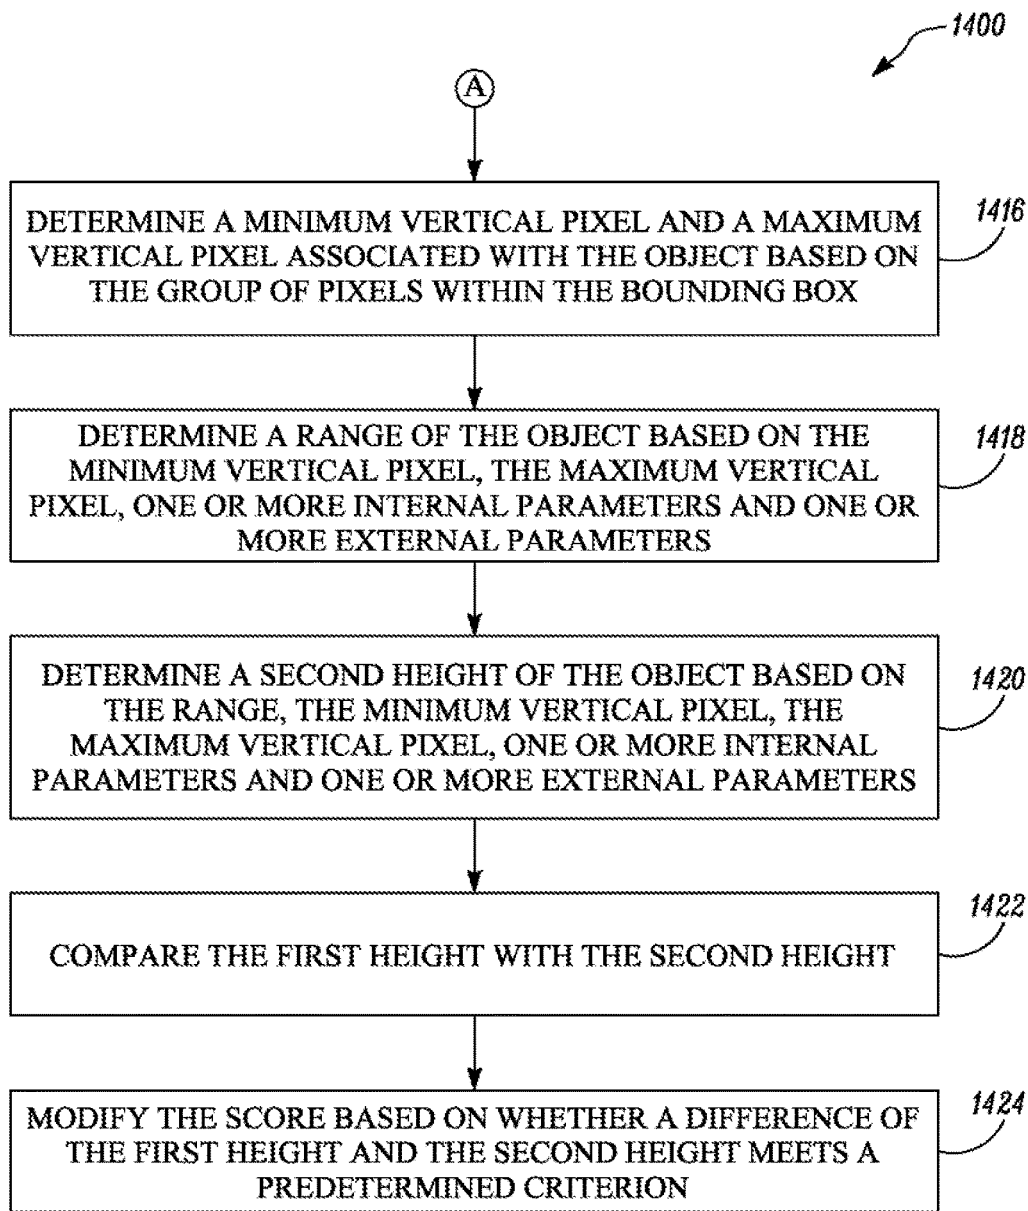 1400
A
DETERMINE A MINIMUM VERTICAL PIXEL AND A MAXIMUM
VERTICAL PIXEL ASSOCIATED WITH THE OBJECT BASED ON
THE GROUP OF PIXELS WITHIN THE BOUNDING BOX
1416
DETERMINE A RANGE OF THE OBJECT BASED ON THE
MINIMUM VERTICAL PIXEL, THE MAXIMUM VERTICAL
PIXEL, ONE OR MORE INTERNAL PARAMETERS AND ONE OR
MORE EXTERNAL PARAMETERS
1418
DETERMINE A SECOND HEIGHT OF THE OBJECT BASED ON
THE RANGE, THE MINIMUM VERTICAL PIXEL, THE
MAXIMUM VERTICAL PIXEL, ONE OR MORE INTERNAL
PARAMETERS AND ONE OR MORE EXTERNAL PARAMETERS
1420
COMPARE THE FIRST HEIGHT WITH THE SECOND HEIGHT
1422
MODIFY THE SCORE BASED ON WHETHER A DIFFERENCE OF
THE FIRST HEIGHT AND THE SECOND HEIGHT MEETS A
PREDETERMINED CRITERION
1424